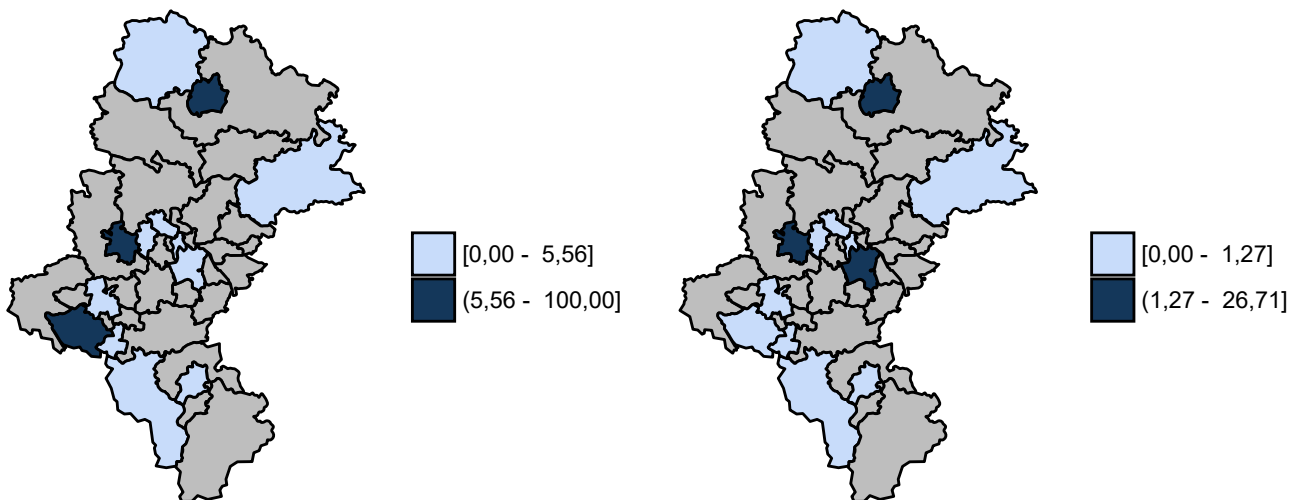 [0,00 - 5,56]
(5,56 - 100,00]
[0,00 - 1,27]
(1,27 - 26,71]